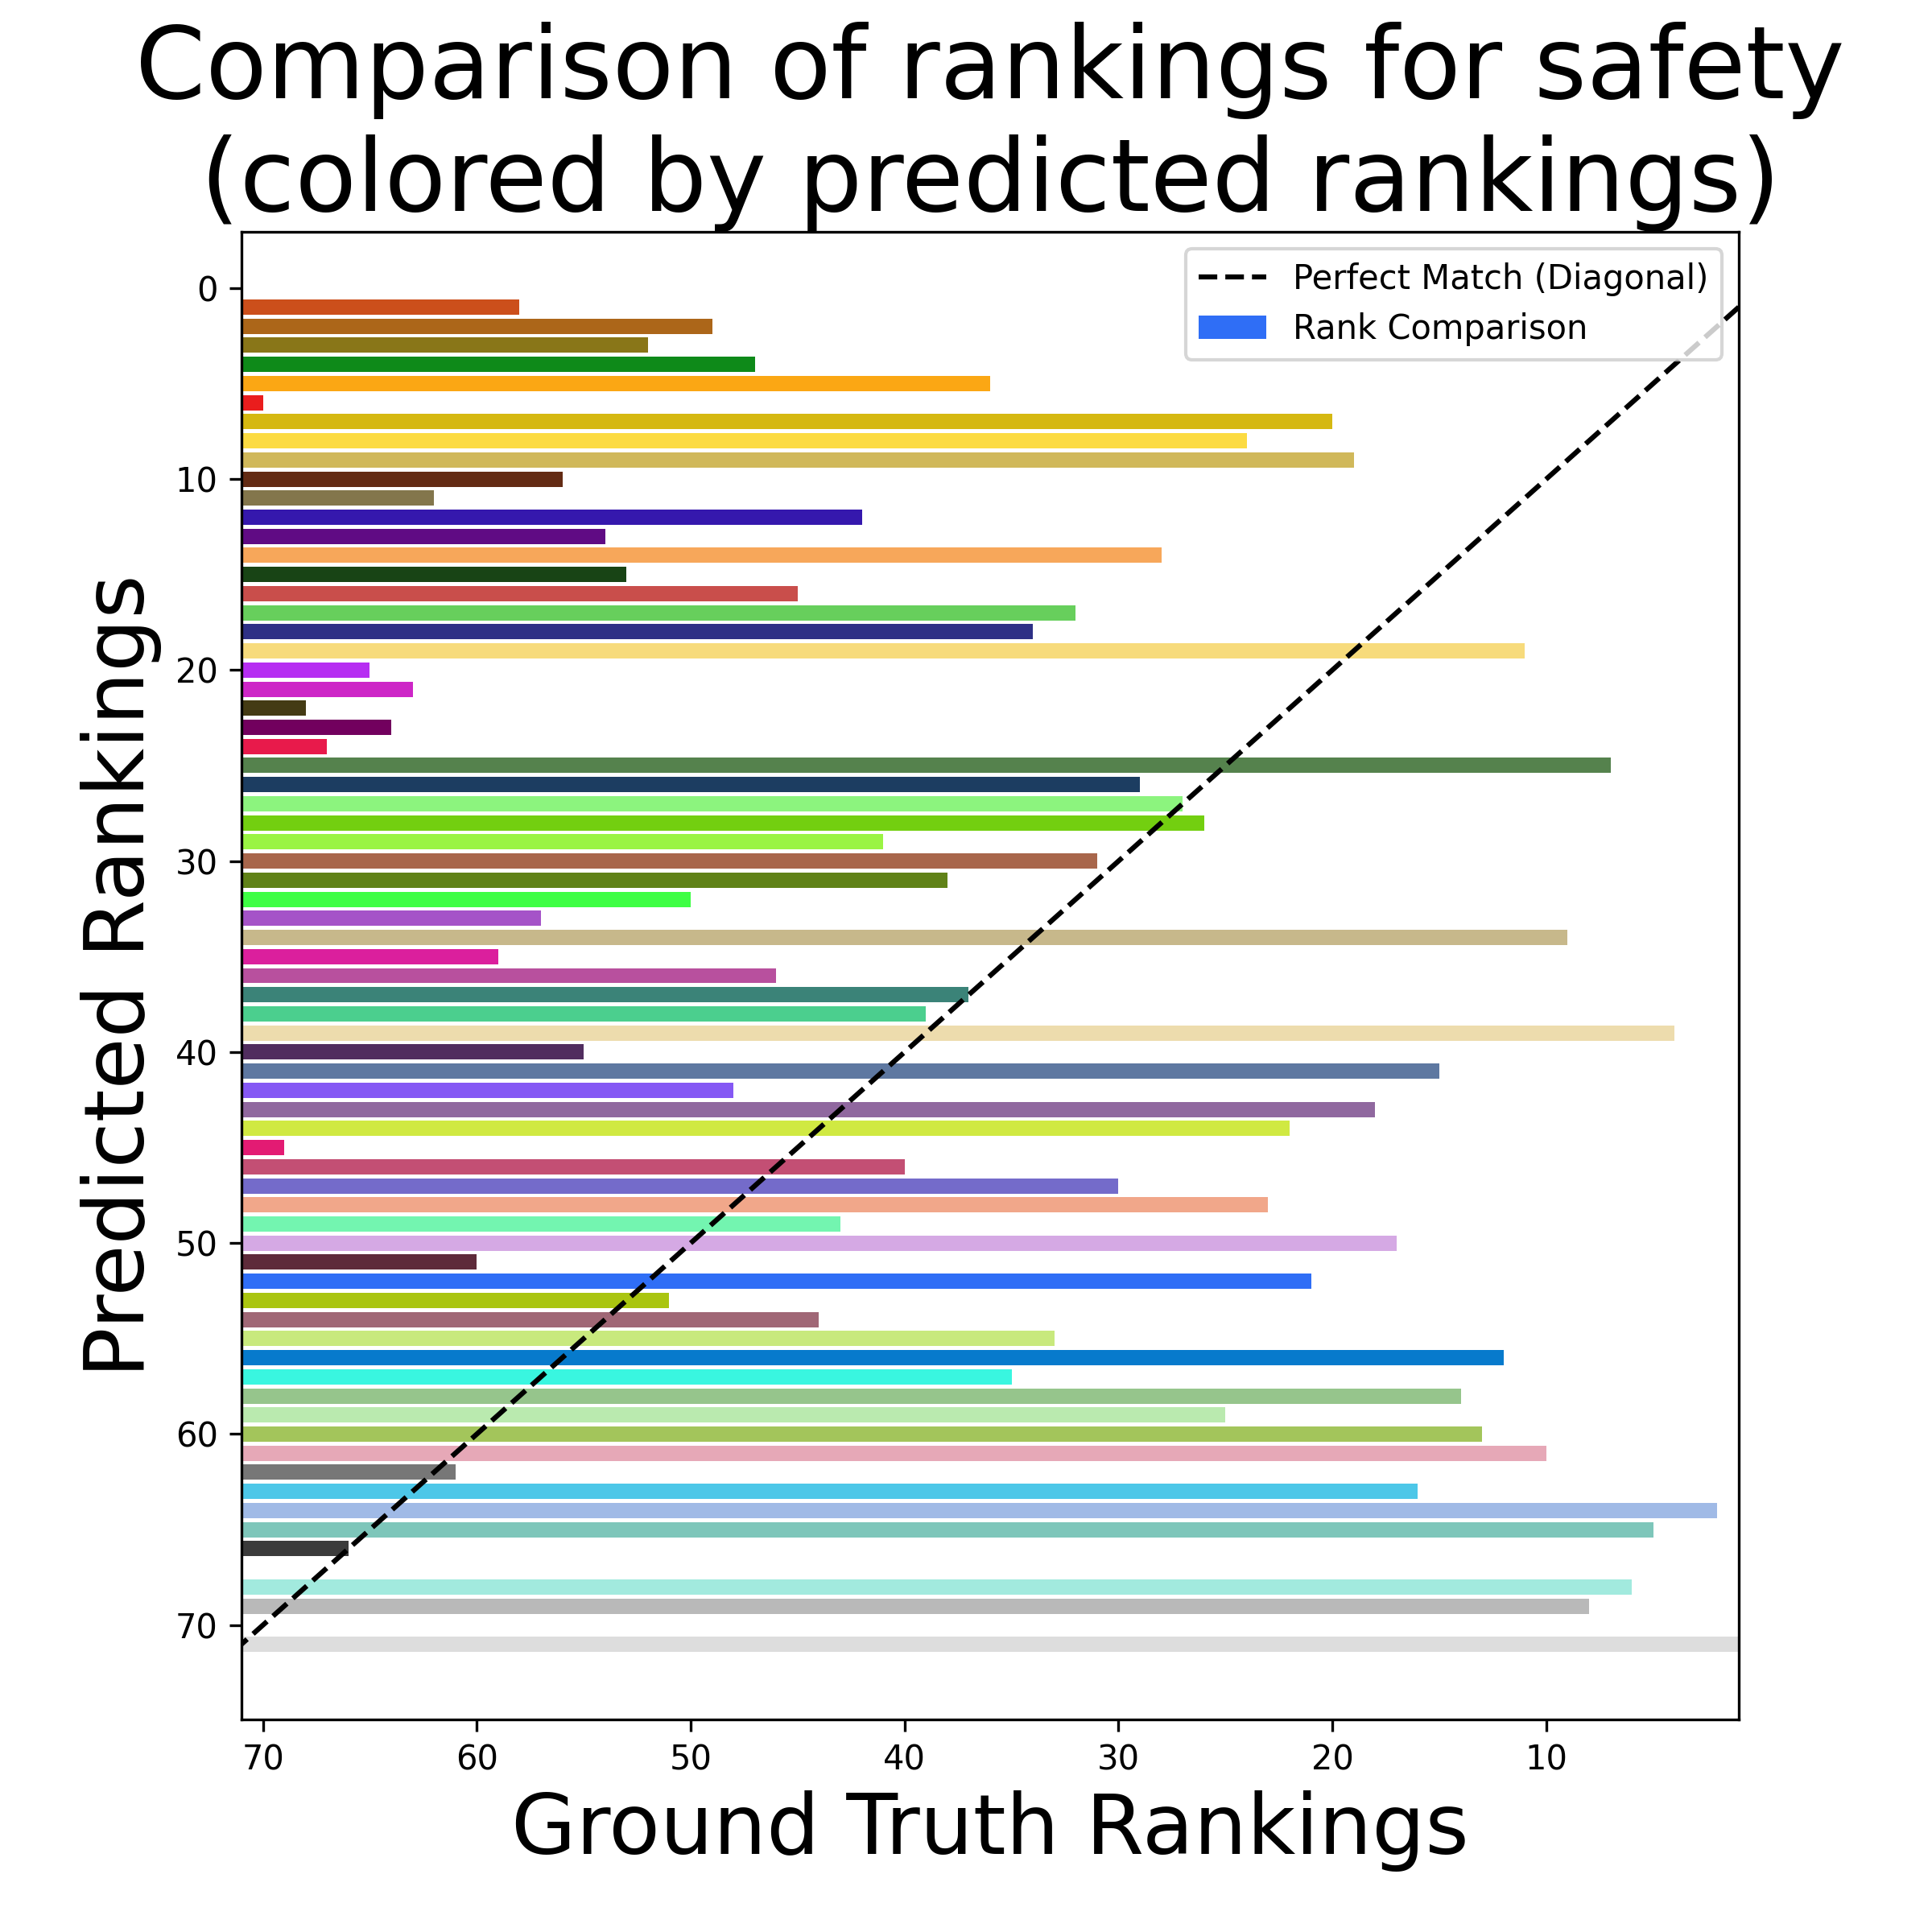 Comparison of rankings for safety
(colored by predicted rankings)
Perfect Match (Diagonal)
Rank Comparison
Predicted Rankings
0
10
20
30
40
50
60
70
70 60 50 40 30 20 10
Ground Truth Rankings